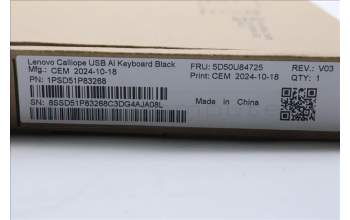 Lenovo Calliope USB AI Keyboard Black
Mfg.: CEM 2024-10-18
PN: 1PSD51P83268
FRU: 5D50U84725
Print: CEM 2024-10-18
REV.: V03
QTY: 1
SN: 8SSD51P83268C3DG4AJA08L
Made in China